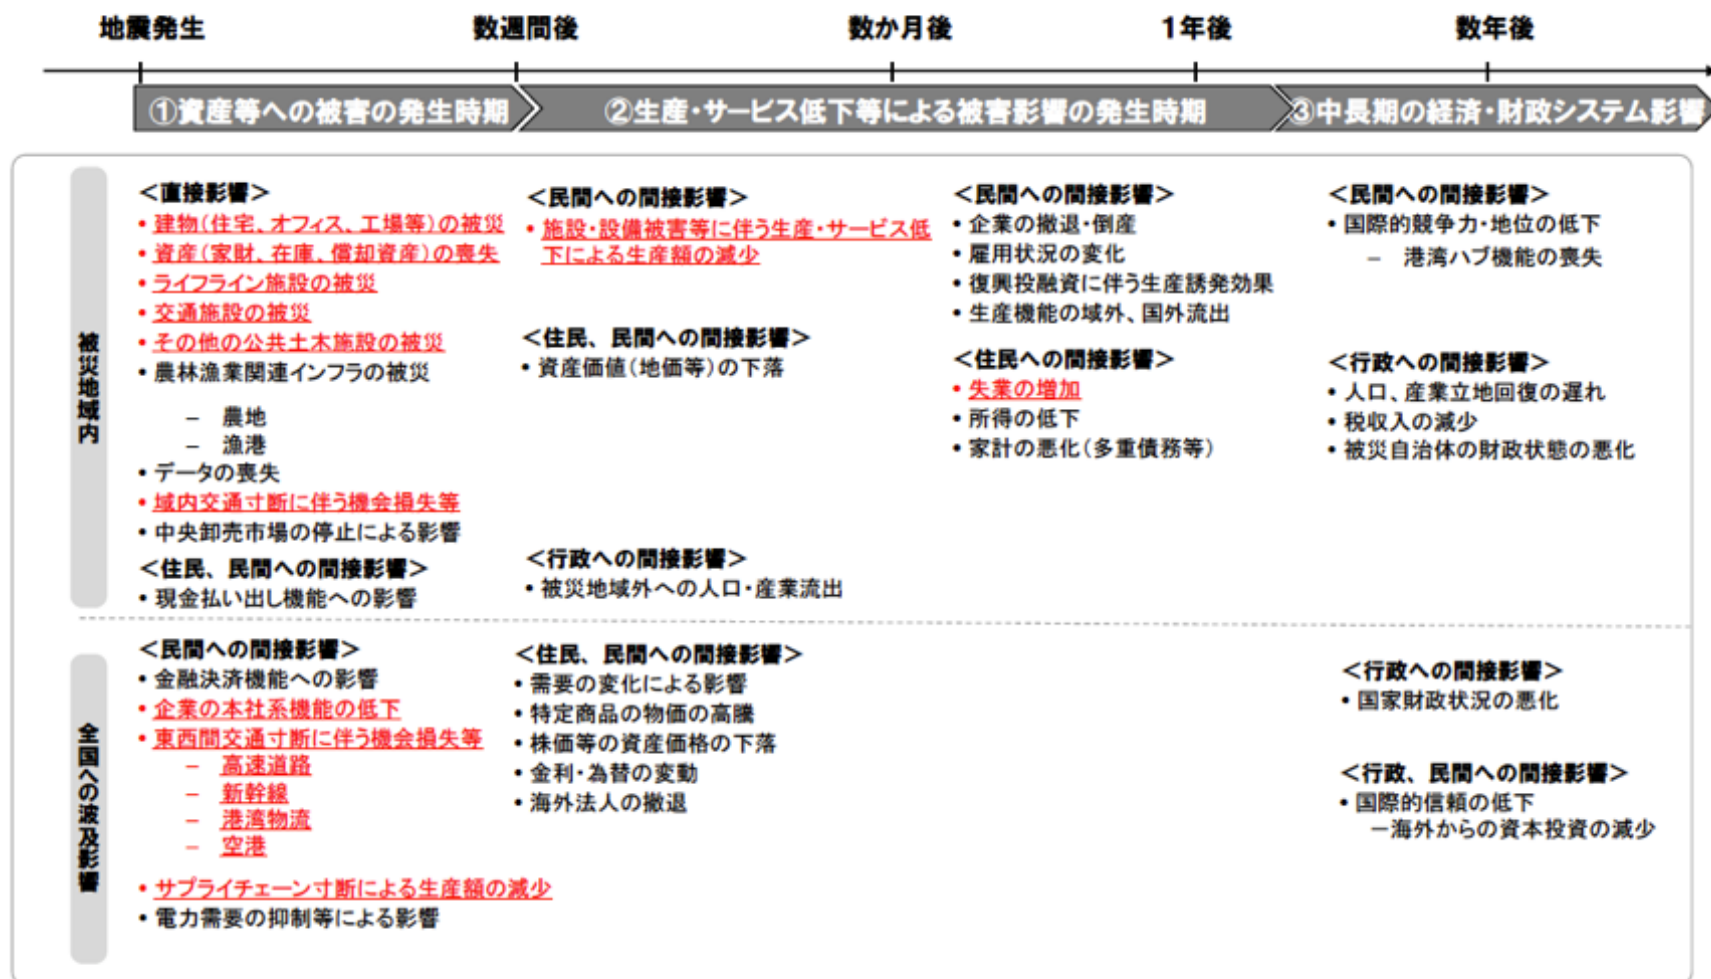 地震発生
数週間後
数か月後
1年後
数年後
①資産等への被害の発生時期
②生産・サービス低下等による被害影響の発生時期
③中長期の経済・財政システム影響
被災地域内
<直接影響>
• 建物(住宅、オフィス、工場等)の被災
• 資産(家財、在庫、償却資産)の喪失
• ライフライン施設の被災
• 交通施設の被災
• その他の公共土木施設の被災
• 農林漁業関連インフラの被災
– 農地
– 漁港
• データの喪失
• 域内交通寸断に伴う機会損失等
• 中央卸売市場の停止による影響
<住民、民間への間接影響>
• 現金払い出し機能への影響
<民間への間接影響>
• 施設・設備被害等に伴う生産・サービス低
下による生産額の減少
<住民、民間への間接影響>
• 資産価値(地価等)の下落
<行政への間接影響>
• 被災地域外への人口・産業流出
<民間への間接影響>
• 企業の撤退・倒産
• 雇用状況の変化
• 復興投融資に伴う生産誘発効果
• 生産機能の域外、国外流出
<住民への間接影響>
• 失業の増加
• 所得の低下
• 家計の悪化(多重債務等)
<民間への間接影響>
• 国際的競争力・地位の低下
– 港湾ハブ機能の喪失
<行政への間接影響>
• 人口、産業立地回復の遅れ
• 税収入の減少
• 被災自治体の財政状態の悪化
全国への波及影響
<民間への間接影響>
• 金融決済機能への影響
• 企業の本社系機能の低下
• 東西間交通寸断に伴う機会損失等
– 高速道路
– 新幹線
– 港湾物流
– 空港
• サプライチェーン寸断による生産額の減少
• 電力需要の抑制等による影響
<住民、民間への間接影響>
• 需要の変化による影響
• 特定商品の物価の高騰
• 株価等の資産価格の下落
• 金利・為替の変動
• 海外法人の撤退
<行政への間接影響>
• 国家財政状況の悪化
<行政、民間への間接影響>
• 国際的信頼の低下
－海外からの資本投資の減少